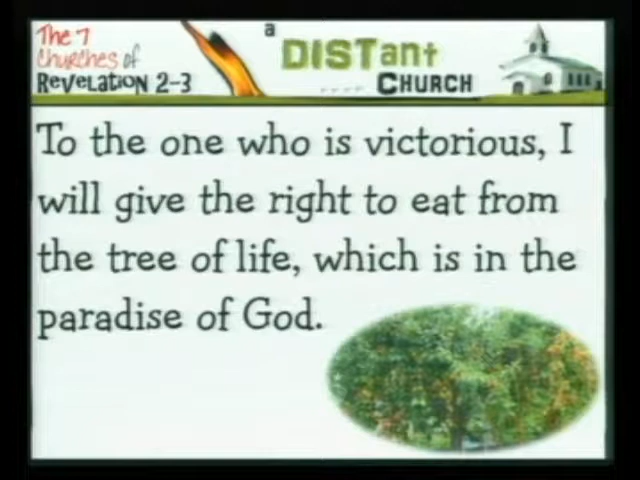 The 7
Churches of
Revelation 2-3
a
DISTant
.... CHURCH
To the one who is victorious, I
will give the right to eat from
the tree of life, which is in the
paradise of God.